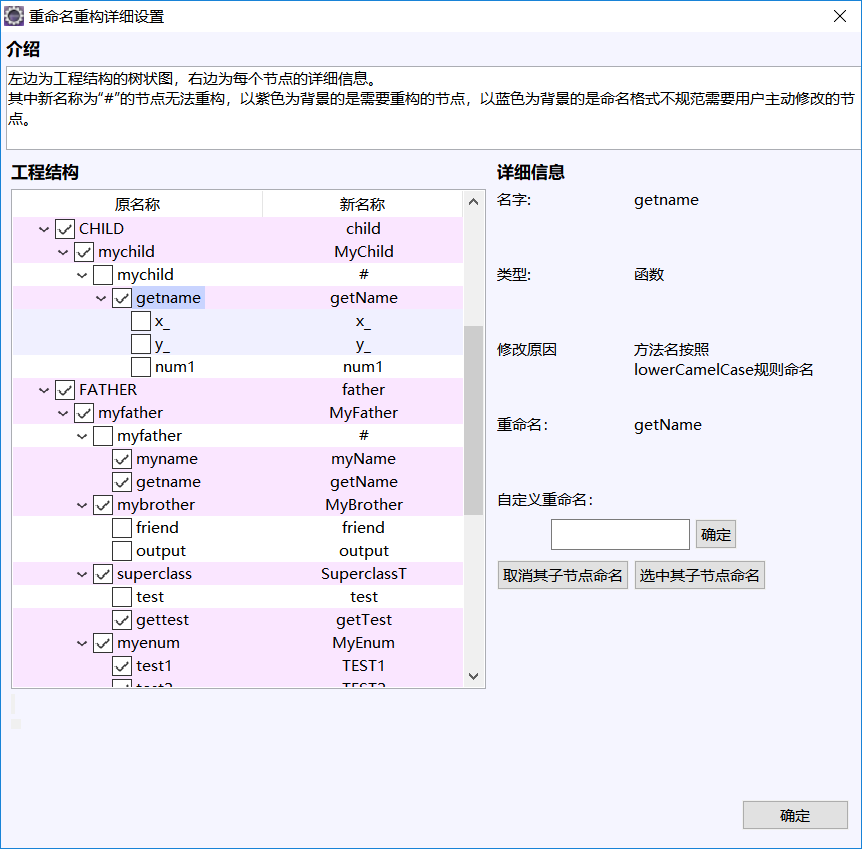 重命名重构详细设置
介绍
左边为工程结构的树状图，右边为每个节点的详细信息。
其中新名称为“#”的节点无法重构，以紫色为背景的是需要重构的节点，以蓝色为背景的是命名格式不规范需要用户主动修改的节
点。
工程结构
原名称 新名称
CHILD child
mychild MyChild
mychild #
getname getName
x_ x_
y_ y_
num1 num1
FATHER father
myfather MyFather
myfather #
myname myName
getname getName
mybrother MyBrother
friend friend
output output
superclass SuperclassT
test test
gettest getTest
myenum MyEnum
test1 TEST1
test2 TEST2
详细信息
名字: getname
类型: 函数
修改原因 方法名按照
lowerCamelCase规则命名
重命名: getName
自定义重命名:
确定
取消其子节点命名 选中其子节点命名
确定